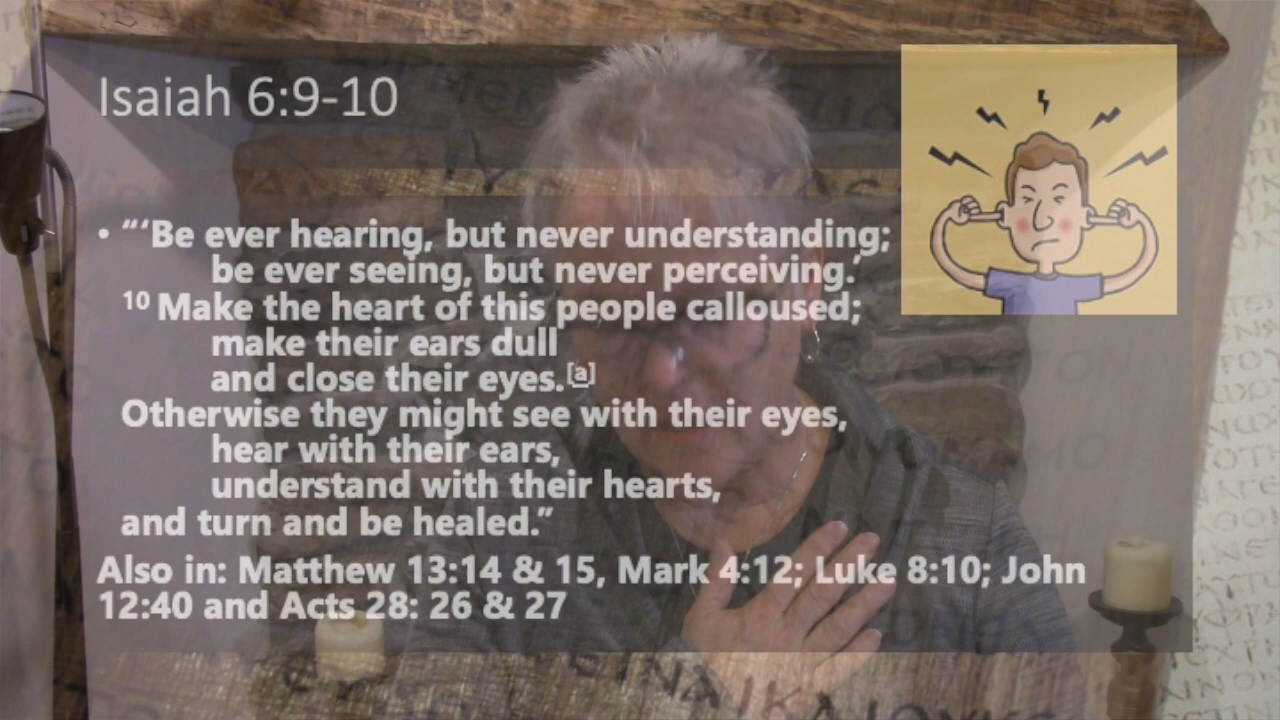 Isaiah 6:9-10
• “‘Be ever hearing, but never understanding;
be ever seeing, but never perceiving.’
10 Make the heart of this people calloused;
make their ears dull
and close their eyes.[a]
Otherwise they might see with their eyes,
hear with their ears,
understand with their hearts,
and turn and be healed.”
Also in: Matthew 13:14 & 15, Mark 4:12; Luke 8:10; John
12:40 and Acts 28: 26 & 27